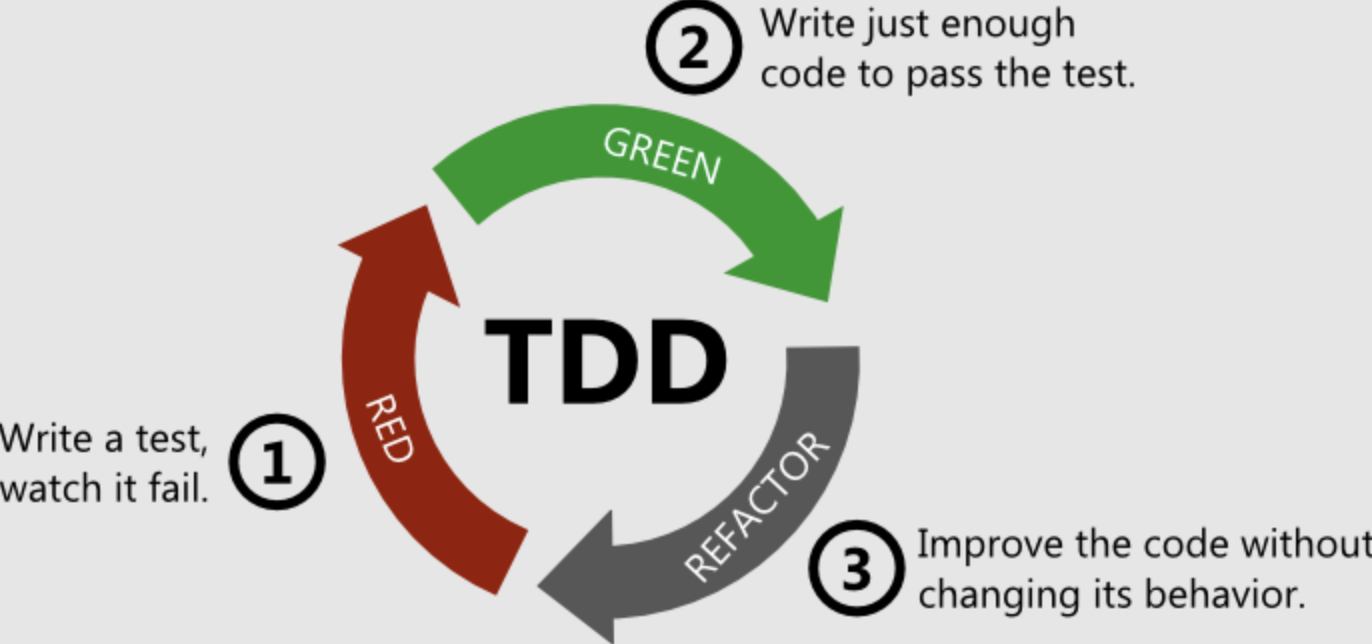 2
Write just enough
code to pass the test.
GREEN
TDD
RED
Write a test,
watch it fail.
1
REFACTOR
3
Improve the code without
changing its behavior.